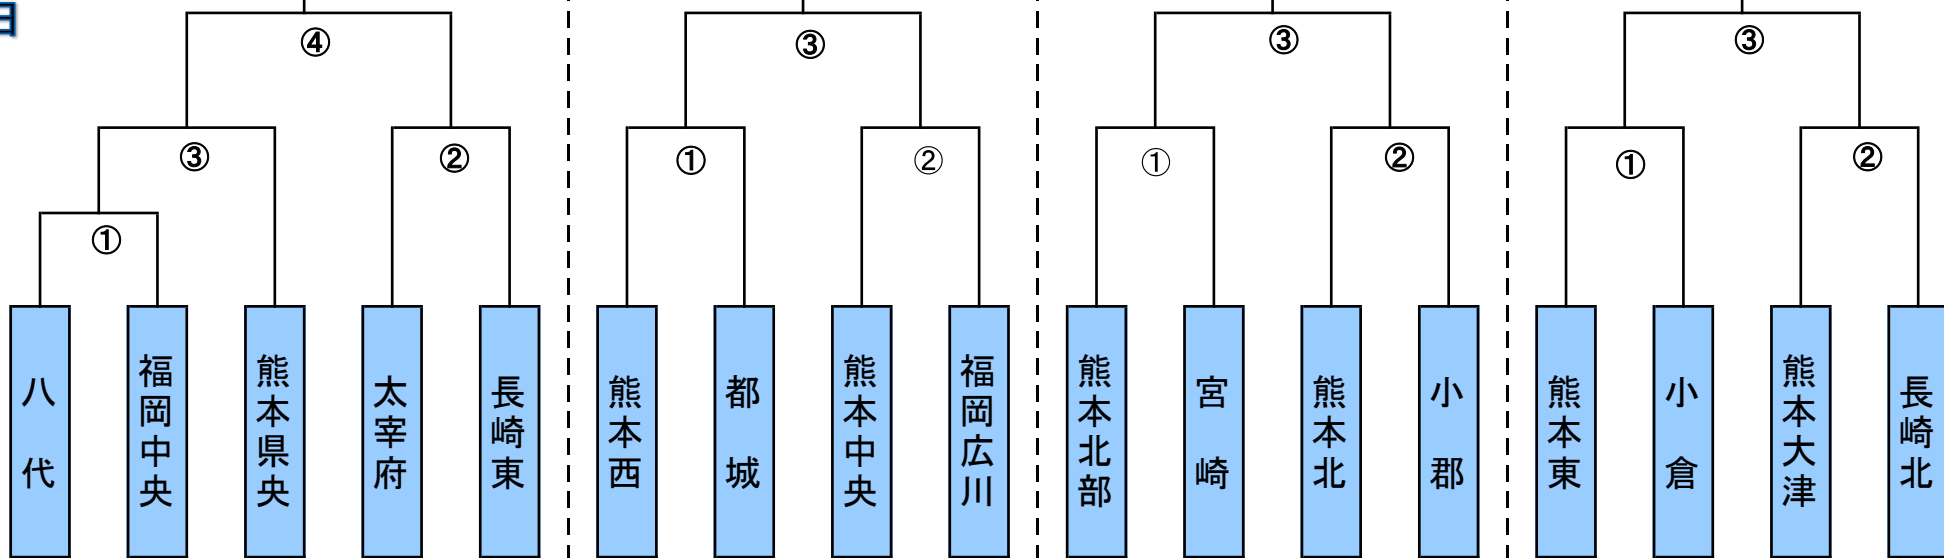 日
④ ③ ③ ③
③ ② ① ② ① ② ① ②
①
八代
福岡中央
熊本県央
太宰府
長崎東
熊本西
都城
熊本中央
福岡広川
熊本北部
宮崎
熊本北
小郡
熊本東
小倉
熊本大津
長崎北